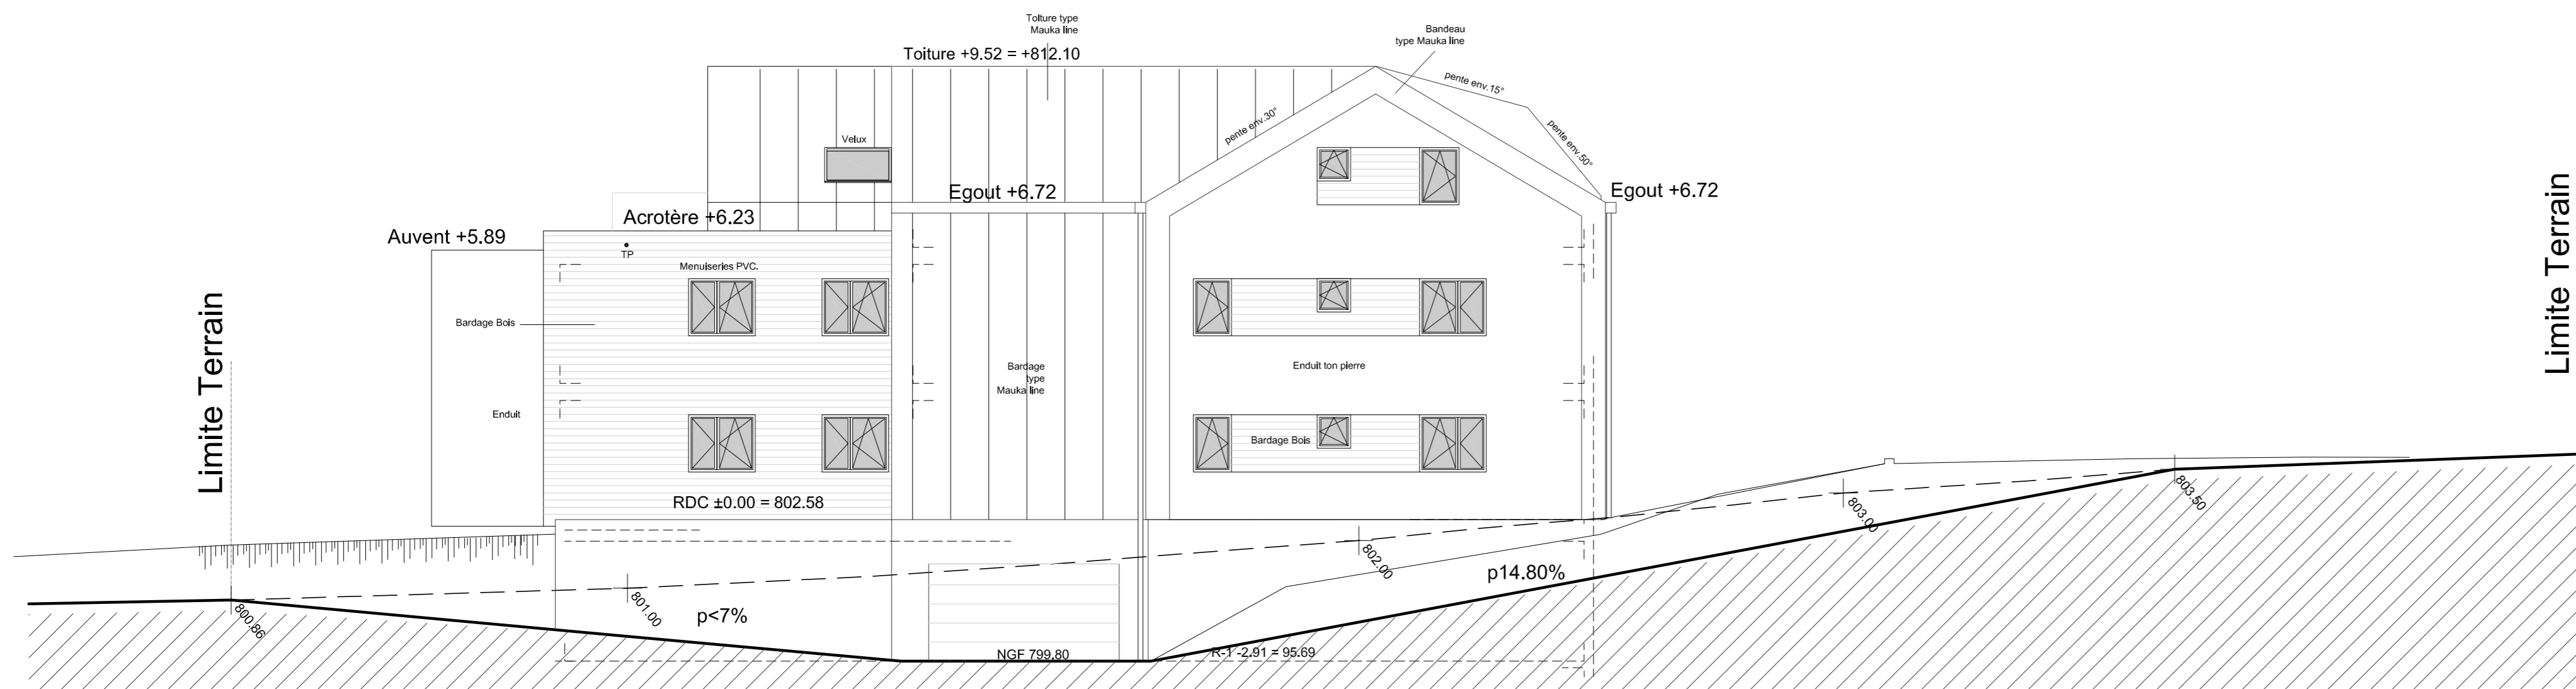 Toiture type
Mauka line
Bandeau
type Mauka line
Toiture +9.52 = +812.10
pente env.15°
pente env.30°
pente env.50°
Velux
Egout +6.72
Egout +6.72
Acrotère +6.23
Auvent +5.89
TP
Menuiseries PVC.
Limite Terrain
Limite Terrain
Bardage Bois
Bardage
type
Mauka line
Enduit ton pierre
Enduit
Bardage Bois
RDC ±0.00 = 802.58
803.50
803.00
802.00
p14.80%
801.00
800.86
p<7%
NGF 799.80
R-1 -2.91 = 95.69